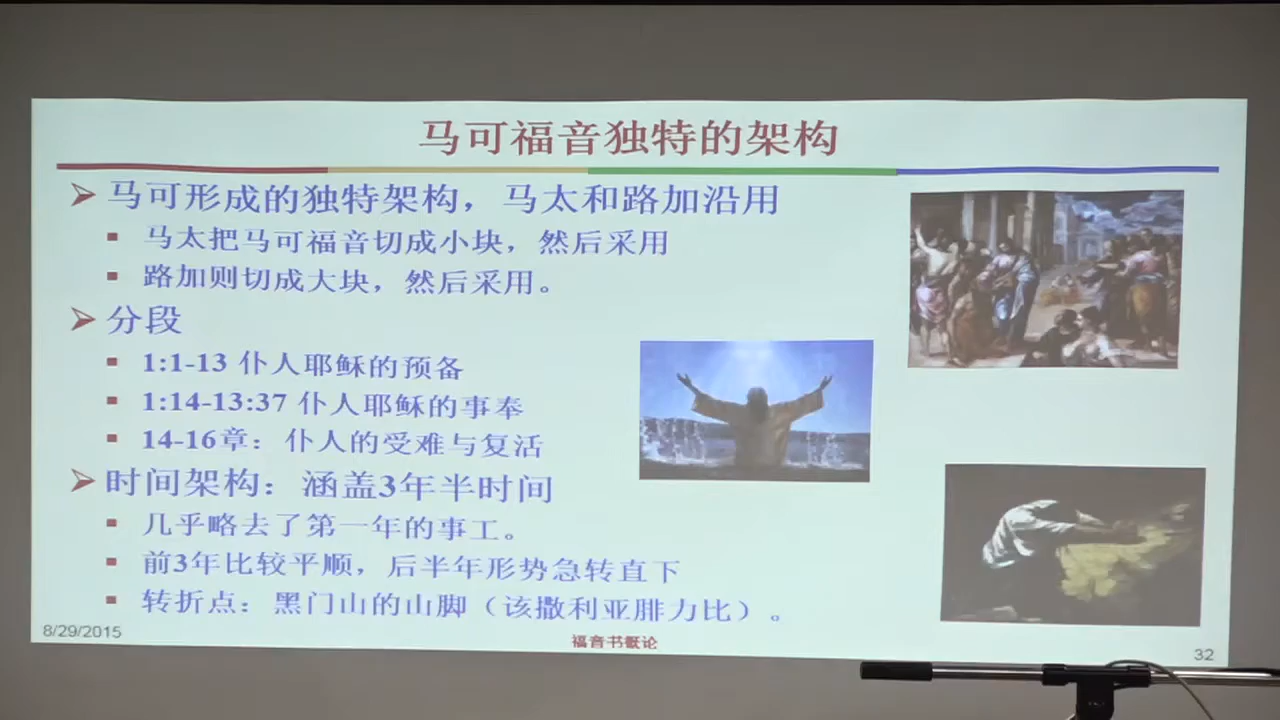 马可福音独特的架构
马可形成的独特架构，马太和路加沿用
马太把马可福音切成小块，然后采用
路加则切成大块，然后采用。
分段
1:1-13 仆人耶稣的预备
1:14-13:37 仆人耶稣的事奉
14-16章：仆人的受难与复活
时间架构：涵盖3年半时间
几乎略去了第一年的事工。
前3年比较平顺，后半年形势急转直下
转折点：黑门山的山脚（该撒利亚腓力比）。
8/29/2015
福音书概论
32